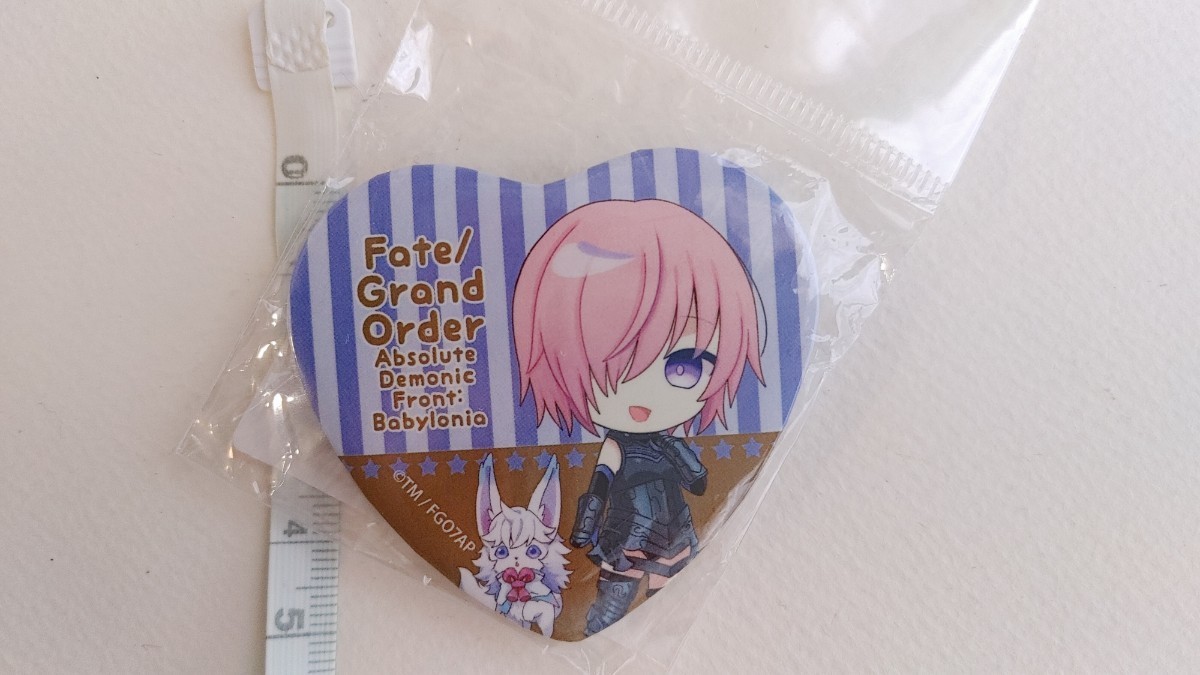 0
Fate/
Grand
Order
Absolute
Demonic
Front:
Babylonia
©TM / FGO7AP
4
5